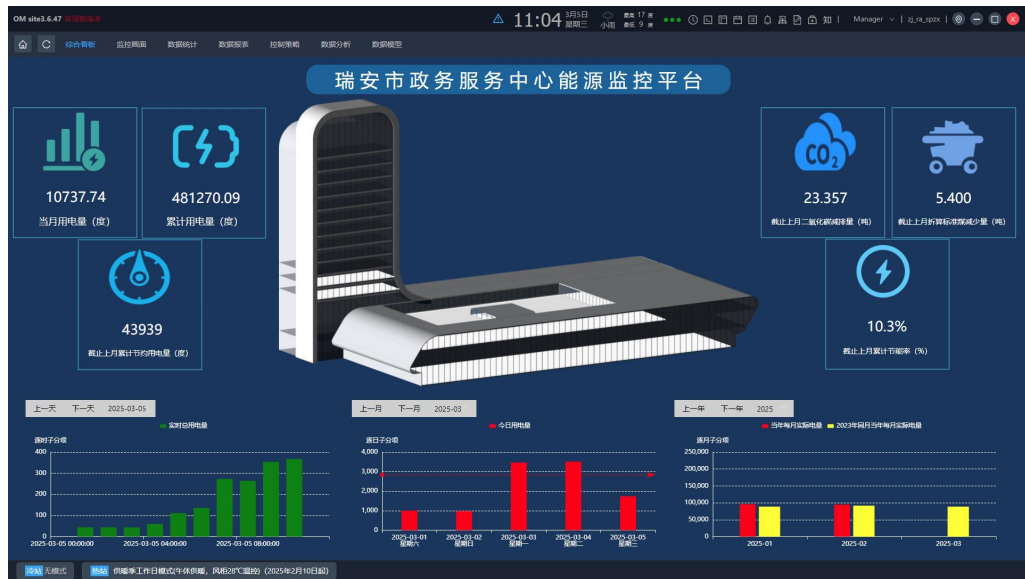 OM site3.6.47
11:04 3月5日 星期三
小雨 最高 17 度 最低 9 度
知
Manager
zj_ra_spzx
综合看板 监控画面 数据统计 数据报表 控制策略 数据分析 数据模型
瑞安市政务服务中心能源监控平台
10737.74
当月用电量（度）
481270.09
累计用电量（度）
CO2
23.357
截止上月二氧化碳减排量（吨）
5.400
截止上月折算标准煤减少量（吨）
43939
截止上月累计节约用电量（度）
10.3%
截止上月累计节能率（%）
上一天 下一天 2025-03-05
实时总用电量
逐时子分项
400
300
200
100
0
2025-03-05 00:00:00 2025-03-05 04:00:00 2025-03-05 08:00:00
上一月 下一月 2025-03
今日用电量
逐日子分项
4,000
3,000
2,000
1,000
0
2025-03-01 2025-03-02 2025-03-03 2025-03-04 2025-03-05
星期六 星期日 星期一 星期二 星期三
上一年 下一年 2025
当年每月实际电量 2023年同月当年每月实际电量
逐月子分项
250,000
200,000
150,000
100,000
50,000
0
2025-01 2025-02 2025-03
冷站 无模式 热站 供暖季工作日模式(午休供暖，风柜28℃温控)（2025年2月10日起）